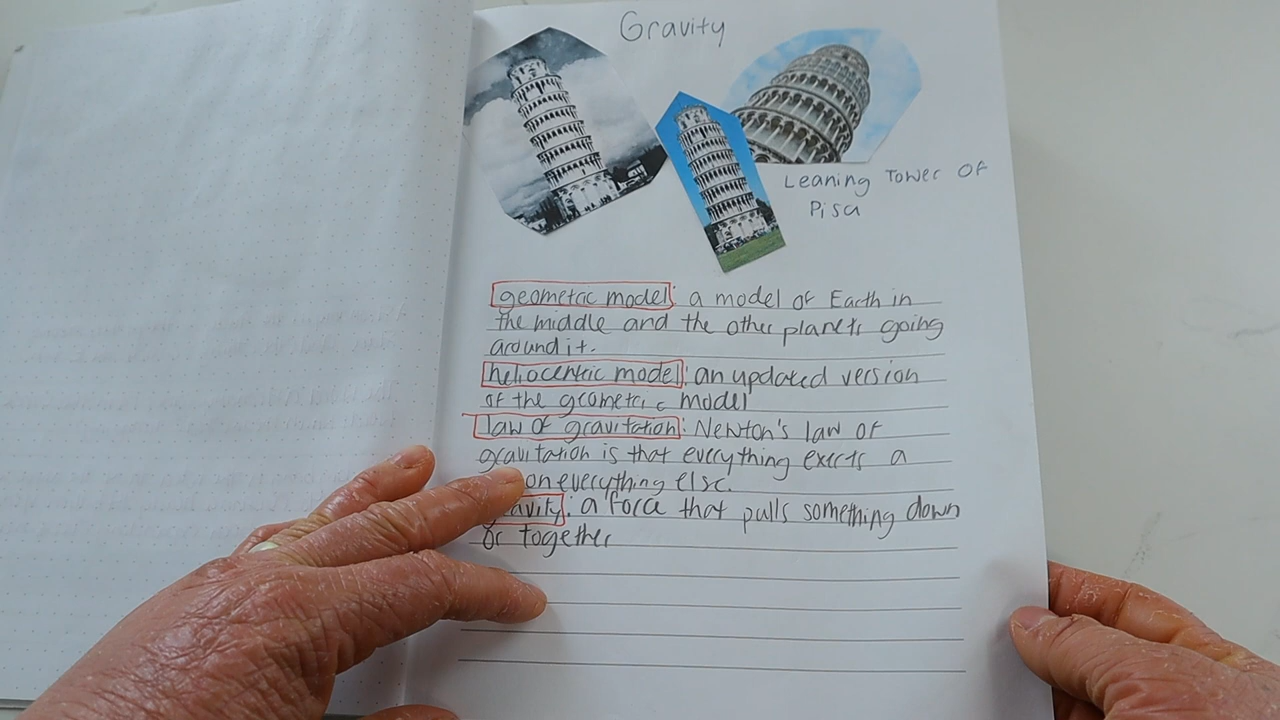 Gravity
Leaning Tower OF
Pisa
geometric model: a model of Earth in
the middle and the other planets going
around it.
heliocentric model: an updated version
of the geometric model
law of gravitation: Newton's law of
gravitation is that everything exerts a
on everything else.
avity: a force that pulls something down
or together